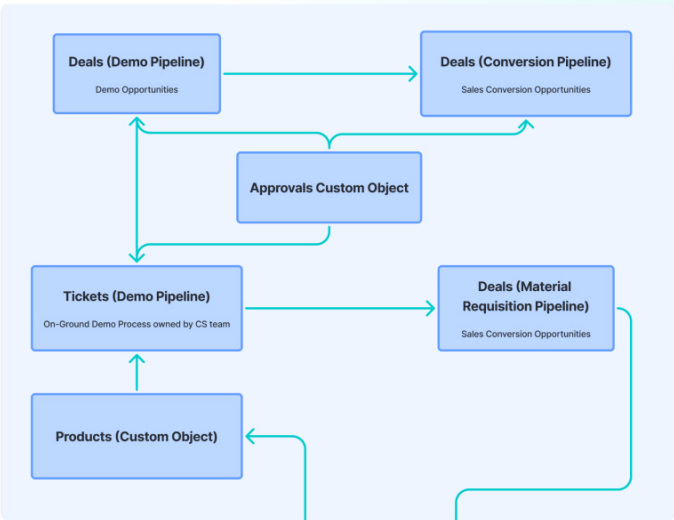 Deals (Demo Pipeline)
Demo Opportunities
Deals (Conversion Pipeline)
Sales Conversion Opportunities
Approvals Custom Object
Tickets (Demo Pipeline)
On-Ground Demo Process owned by CS team
Deals (Material
Requisition Pipeline)
Sales Conversion Opportunities
Products (Custom Object)